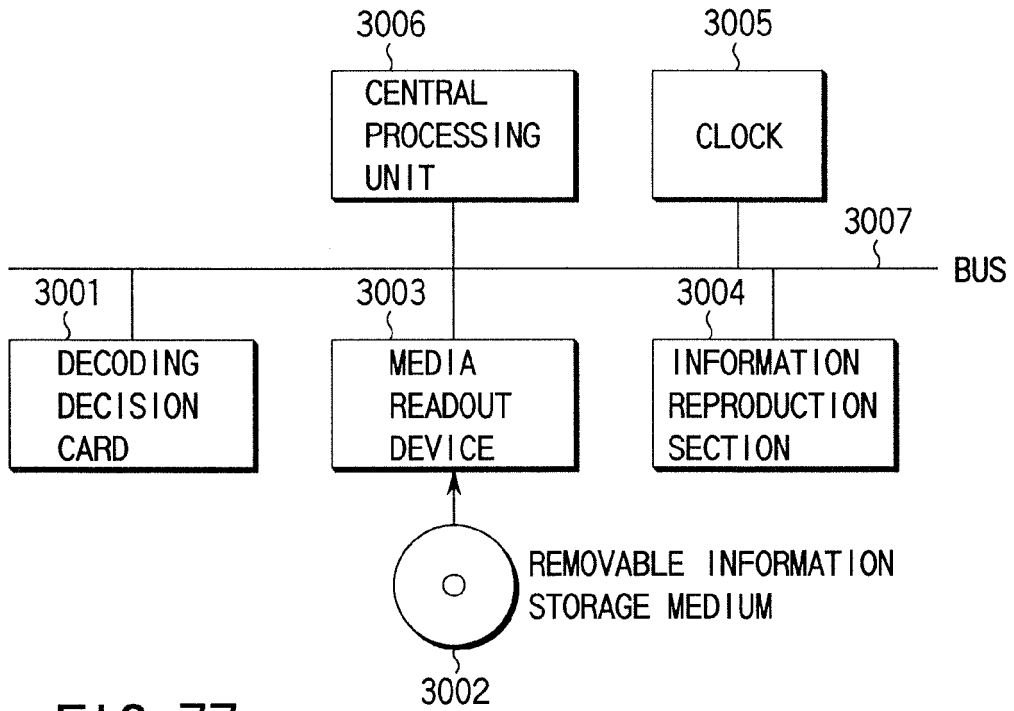 3006
3005
CENTRAL
PROCESSING
UNIT
CLOCK
3007
BUS
3001
3003
3004
DECODING
DECISION
CARD
MEDIA
READOUT
DEVICE
INFORMATION
REPRODUCTION
SECTION
REMOVABLE INFORMATION
STORAGE MEDIUM
3002